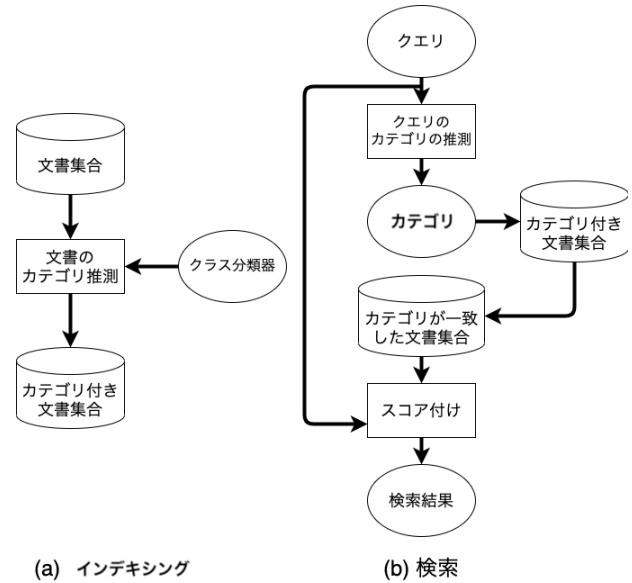 文書集合
文書の
カテゴリ推測
クラス分類器
カテゴリ付き
文書集合
(a) インデキシング
クエリ
クエリの
カテゴリの推測
カテゴリ
カテゴリ付き
文書集合
カテゴリが一致
した文書集合
スコア付け
検索結果
(b) 検索